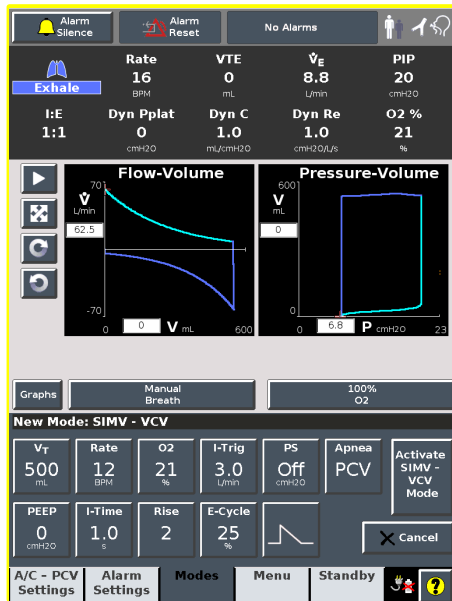 Alarm
Silence
Alarm
Reset
No Alarms
Exhale
Rate
16
BPM
VTE
0
mL
V̇E
8.8
L/min
PIP
20
cmH2O
I:E
1:1
Dyn Pplat
0
cmH2O
Dyn C
1.0
mL/cmH2O
Dyn Re
1.0
cmH2O/L/s
O2 %
21
%
Flow-Volume
70
V̇
L/min
62.5
-70
0
0
V mL
600
Pressure-Volume
600
V
mL
0
0
0
6.8
P cmH2O
23
Graphs
Manual
Breath
100%
O2
New Mode: SIMV - VCV
VT
500
mL
Rate
12
BPM
O2
21
%
I-Trig
3.0
L/min
PS
Off
cmH2O
Apnea
PCV
Activate
SIMV -
VCV
Mode
PEEP
0
cmH2O
I-Time
1.0
s
Rise
2
E-Cycle
25
%
Cancel
A/C - PCV
Settings
Alarm
Settings
Modes
Menu
Standby
?